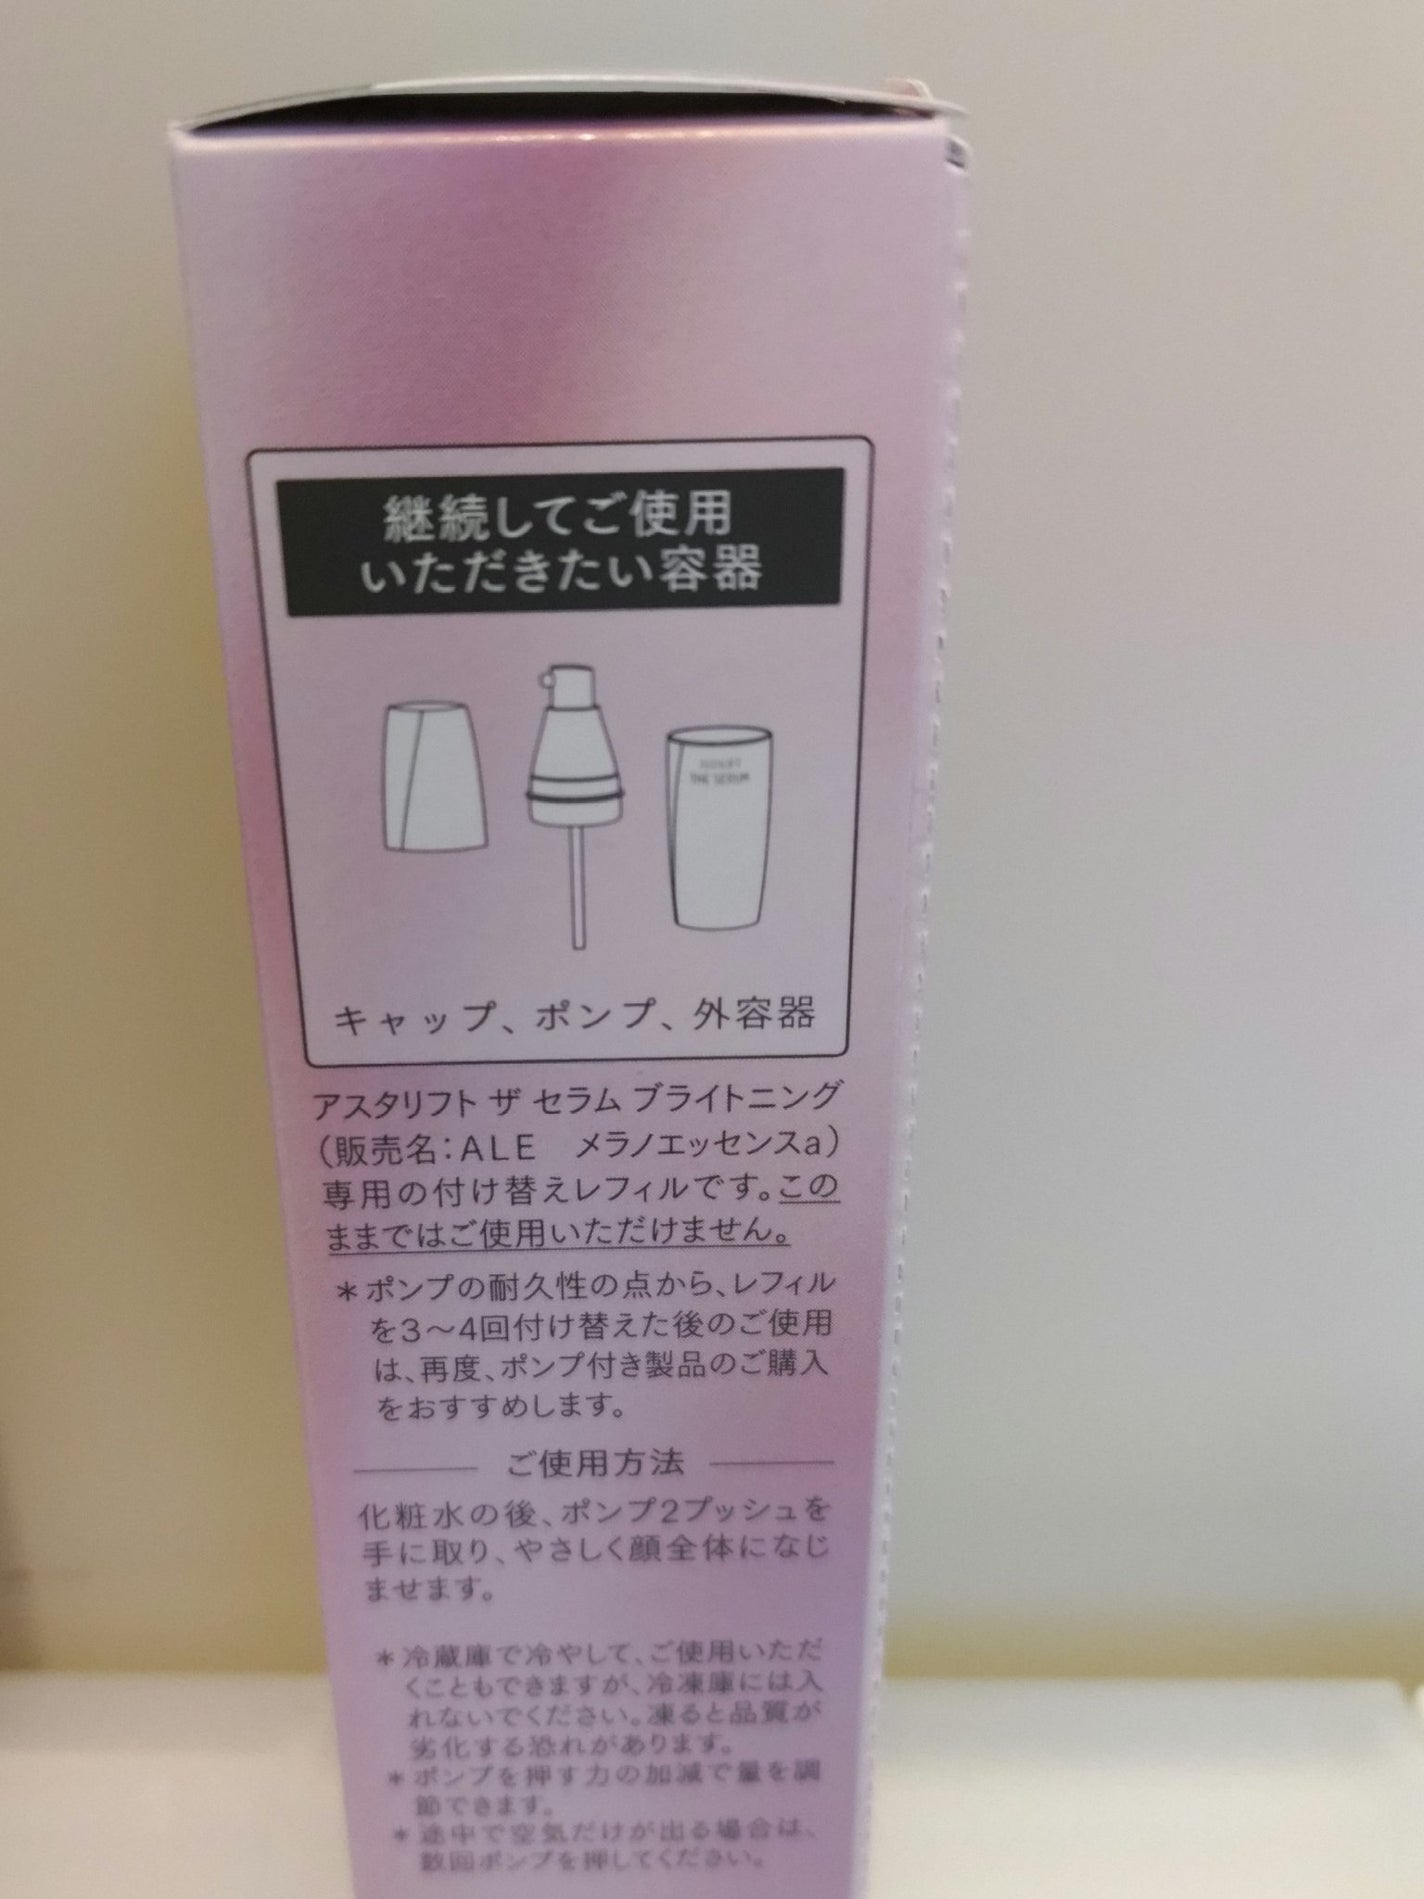 継続してご使用
いただきたい容器
キャップ、ポンプ、外容器
アスタリフト ザ セラム ブライトニング
（販売名：ALE　メラノエッセンスa）
専用の付け替えレフィルです。この
ままではご使用いただけません。
＊ポンプの耐久性の点から、レフィル
を3～4回付け替えた後のご使用
は、再度、ポンプ付き製品のご購入
をおすすめします。
ご使用方法
化粧水の後、ポンプ2プッシュを
手に取り、やさしく顔全体になじ
ませます。
＊冷蔵庫で冷やして、ご使用いただ
くこともできますが、冷凍庫には入
れないでください。凍ると品質が
劣化する恐れがあります。
＊ポンプを押す力の加減で量を調
節できます。
＊途中で空気だけが出る場合は、
数回ポンプを押してください。